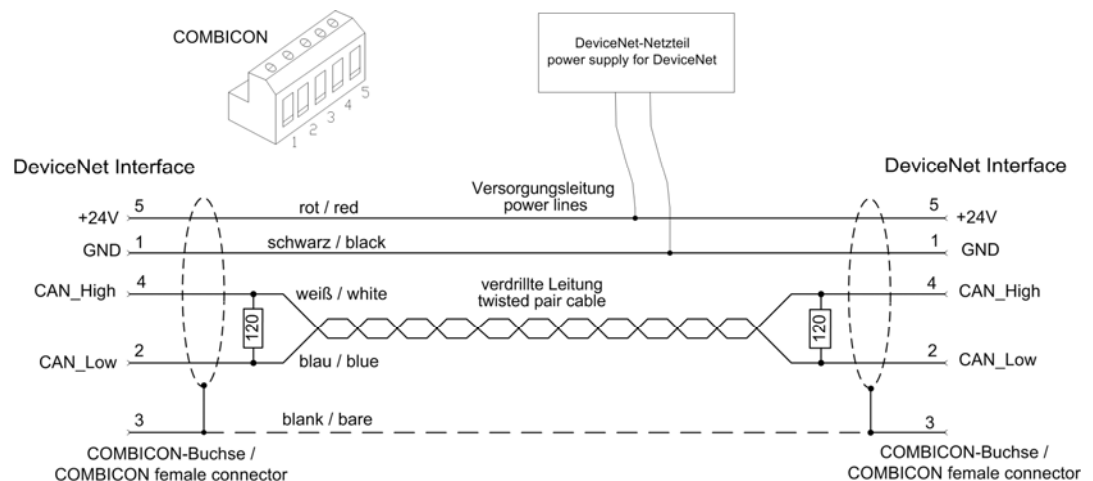 COMBICON
1 2 3 4 5
DeviceNet-Netzteil
power supply for DeviceNet
DeviceNet Interface
DeviceNet Interface
Versorgungsleitung
power lines
+24V 5 rot / red 5 +24V
GND 1 schwarz / black 1 GND
CAN_High 4 weiß / white 4 CAN_High
verdrillte Leitung
twisted pair cable
120 120
CAN_Low 2 blau / blue 2 CAN_Low
3 blank / bare 3
COMBICON-Buchse /
COMBICON female connector
COMBICON-Buchse /
COMBICON female connector